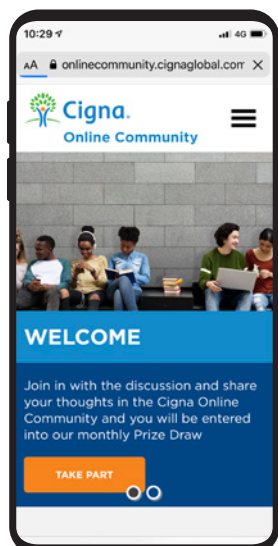 10:29
4G
AA onlinecommunity.cignaglobal.com
Cigna.
Online Community
WELCOME
Join in with the discussion and share
your thoughts in the Cigna Online
Community and you will be entered
into our monthly Prize Draw
TAKE PART